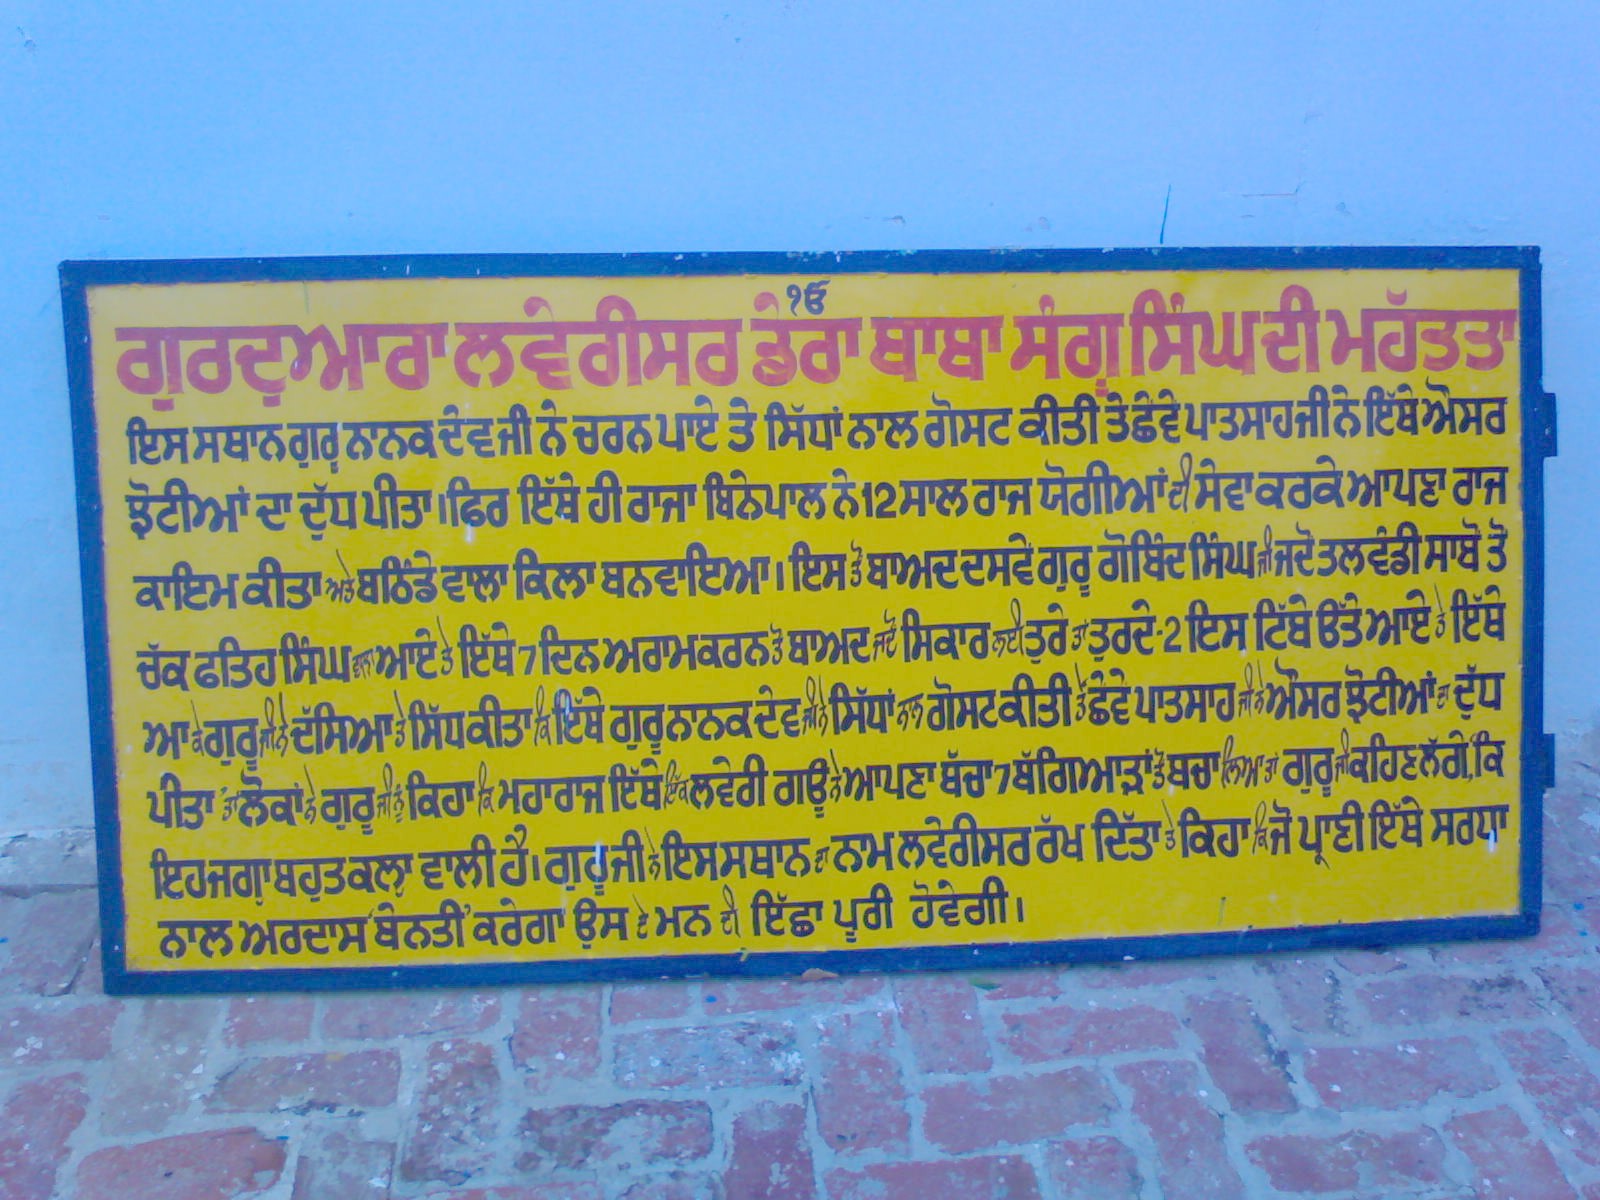 ੴ
ਗੁਰਦੁਆਰਾ ਲਵੇਰੀਸਰ ਡੇਰਾ ਬਾਬਾ ਸੰਗੂ ਸਿੰਘ ਦੀ ਮਹੱਤਤਾ
ਇਸ ਸਥਾਨ ਗੁਰੂ ਨਾਨਕ ਦੇਵ ਜੀ ਨੇ ਚਰਨ ਪਾਏ ਤੇ ਸਿੱਧਾਂ ਨਾਲ ਗੋਸਟ ਕੀਤੀ ਤੇ ਛੇਂਵੇ ਪਾਤਸਾਹ ਜੀ ਨੇ ਇੱਥੇ ਔਸਰ
ਝੋਟੀਆਂ ਦਾ ਦੁੱਧ ਪੀਤਾ। ਫਿਰ ਇੱਥੇ ਹੀ ਰਾਜਾ ਬਿਨੇਪਾਲ ਨੇ 12 ਸਾਲ ਰਾਜ ਯੋਗੀਆਂ ਦੀ ਸੇਵਾ ਕਰਕੇ ਆਪਣਾ ਰਾਜ
ਕਾਇਮ ਕੀਤਾ ਅਤੇ ਬਠਿੰਡੇ ਵਾਲਾ ਕਿਲਾ ਬਨਵਾਇਆ। ਇਸ ਤੋਂ ਬਾਅਦ ਦਸਵੇਂ ਗੁਰੂ ਗੋਬਿੰਦ ਸਿੰਘ ਜੀ ਜਦੋਂ ਤਲਵੰਡੀ ਸਾਬੋ ਤੋਂ
ਚੱਕ ਫਤਿਹ ਸਿੰਘ ਵਾਲਾ ਆਏ ਤੇ ਇੱਥੇ 7 ਦਿਨ ਅਰਾਮ ਕਰਨ ਤੋਂ ਬਾਅਦ ਜਦੋਂ ਸਿਕਾਰ ਲਈ ਤੁਰੇ ਤਾਂ ਤੁਰਦੇ-2 ਇਸ ਟਿੱਬੇ ਓੱਤੇ ਆਏ ਤੇ ਇੱਥੇ
ਆ ਕੇ ਗੁਰੂ ਜੀ ਨੇ ਦੱਸਿਆ ਤੇ ਸਿੱਧ ਕੀਤਾ ਕਿ ਇੱਥੇ ਗੁਰੂ ਨਾਨਕ ਦੇਵ ਜੀ ਨੇ ਸਿੱਧਾਂ ਨਾਲ ਗੋਸਟ ਕੀਤੀ ਤੇ ਛੇਂਵੇ ਪਾਤਸਾਹ ਜੀ ਨੇ ਔਸਰ ਝੋਟੀਆਂ ਦਾ ਦੁੱਧ
ਪੀਤਾ ਤਾਂ ਲੋਕਾਂ ਨੇ ਗੁਰੂ ਜੀ ਨੂੰ ਕਿਹਾ ਕਿ ਮਹਾਰਾਜ ਇੱਥੇ ਇੱਕ ਲਵੇਰੀ ਗਊ ਨੇ ਆਪਣਾ ਬੱਚਾ 7 ਬੱਗਿਆੜਾਂ ਤੋਂ ਬਚਾ ਲਿਆ ਤਾਂ ਗੁਰੂ ਜੀ ਕਹਿਣ ਲੱਗੇ, ਕਿ
ਇਹ ਜਗ੍ਹਾ ਬਹੁਤ ਕਲ੍ਹਾ ਵਾਲੀ ਹੈ। ਗੁਰੂ ਜੀ ਨੇ ਇਸ ਸਥਾਨ ਦਾ ਨਾਮ ਲਵੇਰੀਸਰ ਰੱਖ ਦਿੱਤਾ ਤੇ ਕਿਹਾ ਕਿ ਜੋ ਪ੍ਰਾਣੀ ਇੱਥੇ ਸਰਧਾ
ਨਾਲ ਅਰਦਾਸ 'ਬੇਨਤੀ' ਕਰੇਗਾ ਉਸ ਦੇ ਮਨ ਦੀ ਇੱਛਾ ਪੂਰੀ ਹੋਵੇਗੀ।